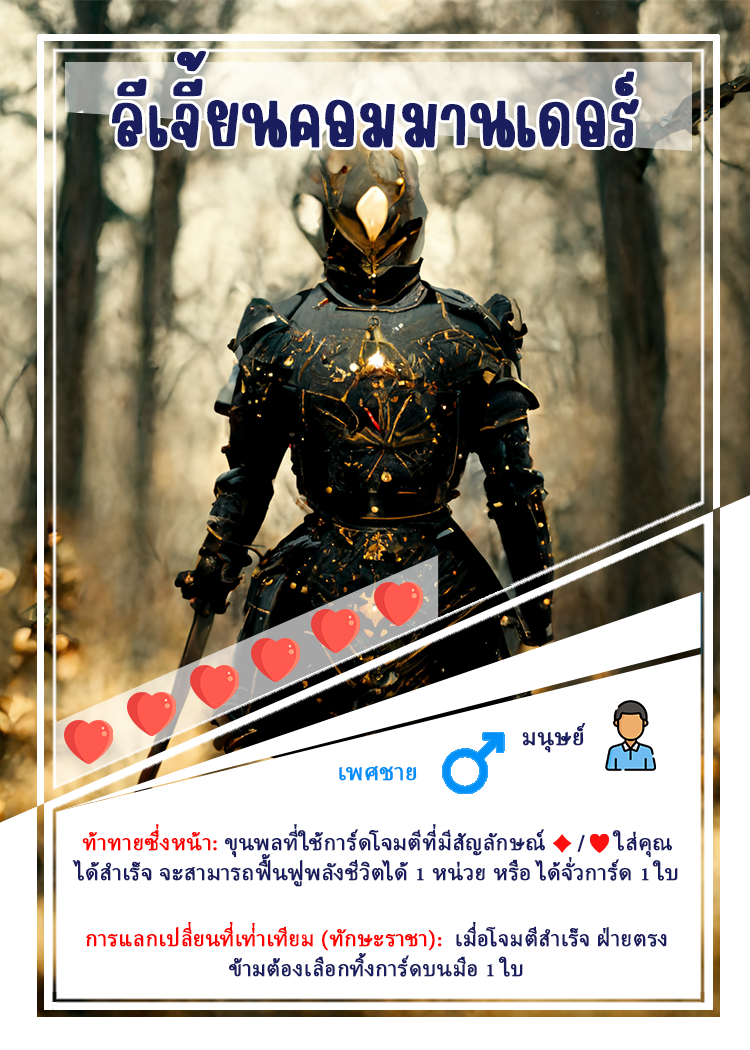 ลีเจี้ยนคอมมานเดอร์
มนุษย์
เพศชาย
ท้าทายซึ่งหน้า: ขุนพลที่ใช้การ์ดโจมตีที่มีสัญลักษณ์ ♦ / ♥ ใส่คุณ
ได้สำเร็จ จะสามารถฟื้นฟูพลังชีวิตได้ 1 หน่วย หรือ ได้จั่วการ์ด 1 ใบ
การแลกเปลี่ยนที่เท่าเทียม (ทักษะราชา): เมื่อโจมตีสำเร็จ ฝ่ายตรง
ข้ามต้องเลือกทิ้งการ์ดบนมือ 1 ใบ